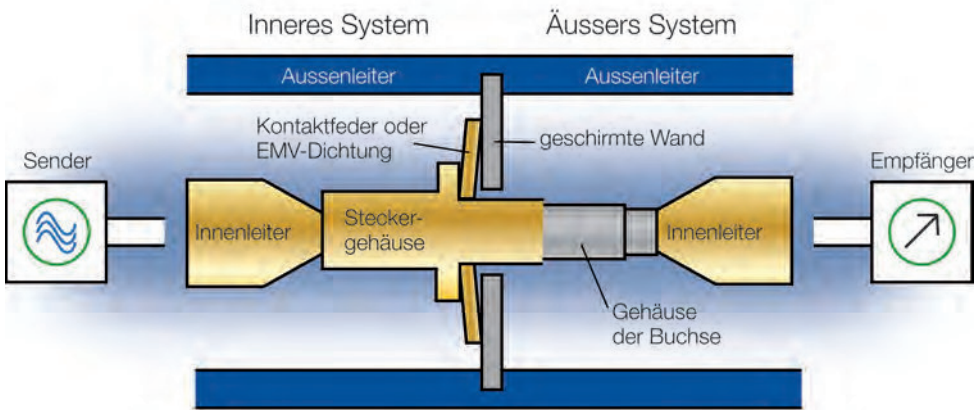 Inneres System
Äussers System
Aussenleiter
Aussenleiter
Kontaktfeder oder
EMV-Dichtung
geschirmte Wand
Sender
Empfänger
Innenleiter
Stecker-
gehäuse
Innenleiter
Gehäuse
der Buchse